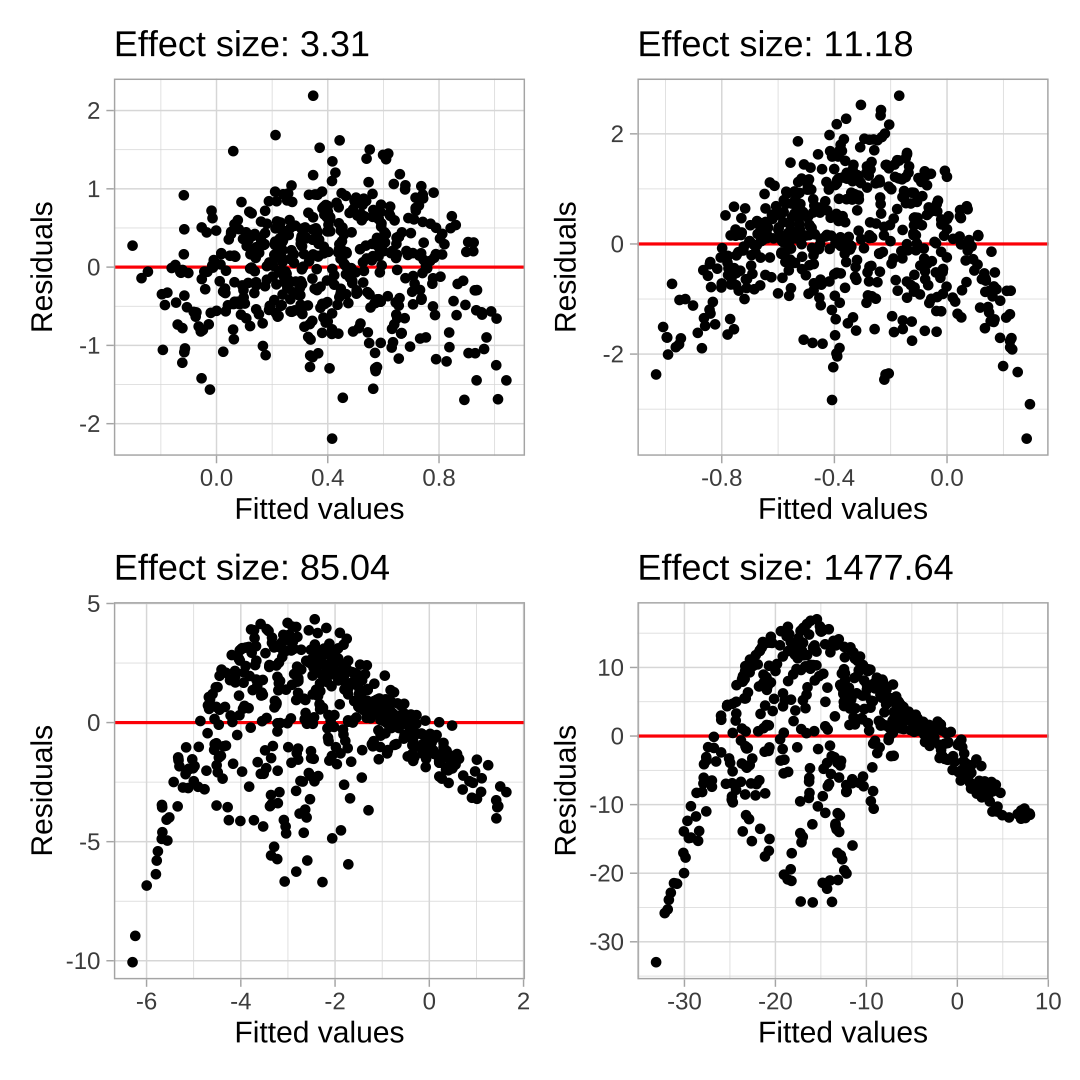 Effect size: 3.31
2
1
0
-1
-2
Residuals
0.0 0.4 0.8
Fitted values
Effect size: 11.18
2
0
-2
Residuals
-0.8 -0.4 0.0
Fitted values
Effect size: 85.04
5
0
-5
-10
Residuals
-6 -4 -2 0 2
Fitted values
Effect size: 1477.64
10
0
-10
-20
-30
Residuals
-30 -20 -10 0 10
Fitted values